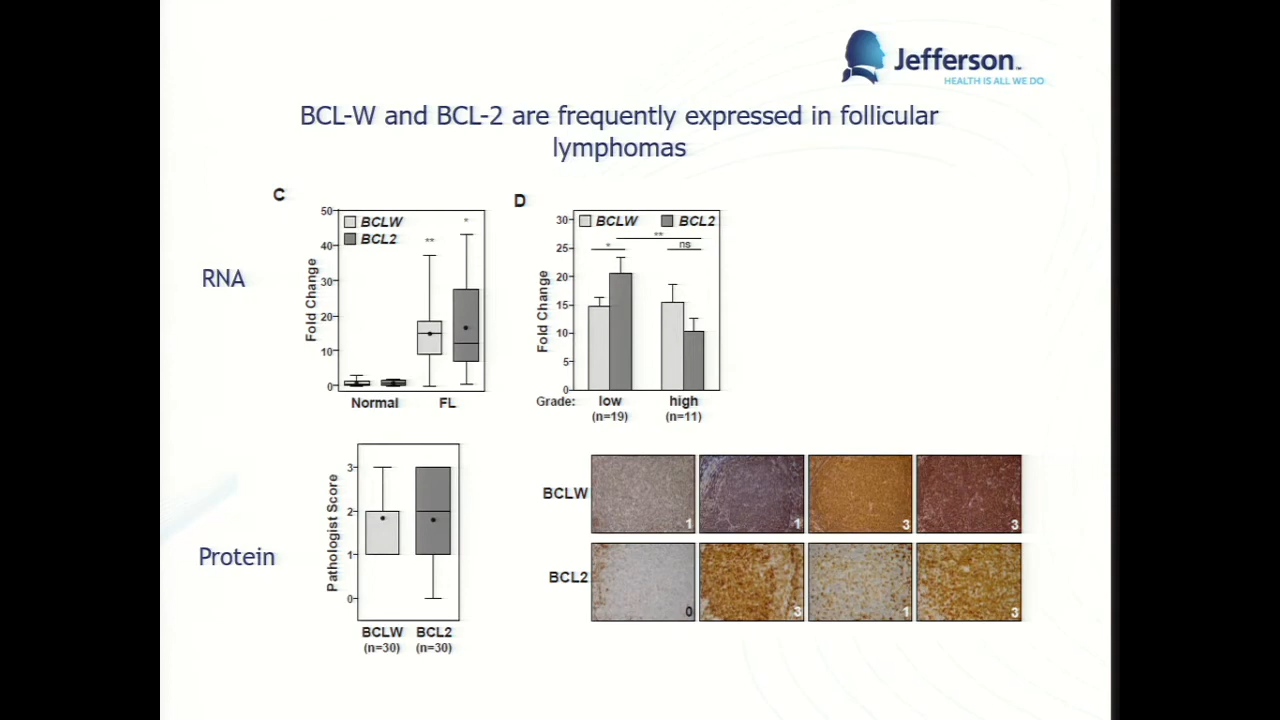 Jefferson™
HEALTH IS ALL WE DO
BCL-W and BCL-2 are frequently expressed in follicular
lymphomas
RNA
C
Fold Change
50
40
30
20
10
0
BCLW
BCL2
**
*
Normal FL
D
Fold Change
30
25
20
15
10
5
0
BCLW BCL2
**
* ns
Grade: low high
(n=19) (n=11)
Protein
Pathologist Score
3
2
1
0
BCLW BCL2
(n=30) (n=30)
BCLW
1 1 3 3
BCL2
0 3 1 3